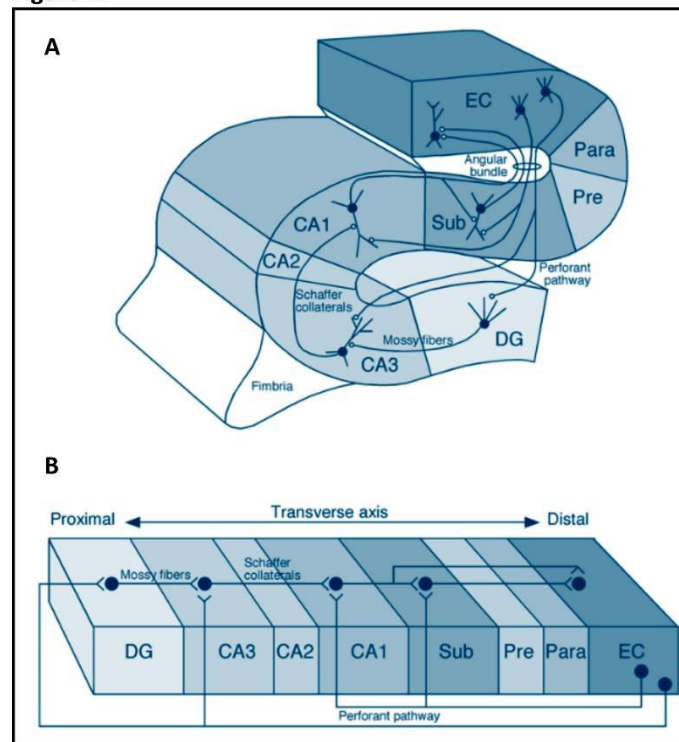 A
EC
Para
Angular
bundle
Pre
CA1
Sub
CA2
Perforant
pathway
Schaffer
collaterals
Mossy fibers
DG
CA3
Fimbria
B
Transverse axis
Proximal
Distal
Schaffer
collaterals
Mossy fibers
DG
CA3
CA2
CA1
Sub
Pre
Para
EC
Perforant pathway